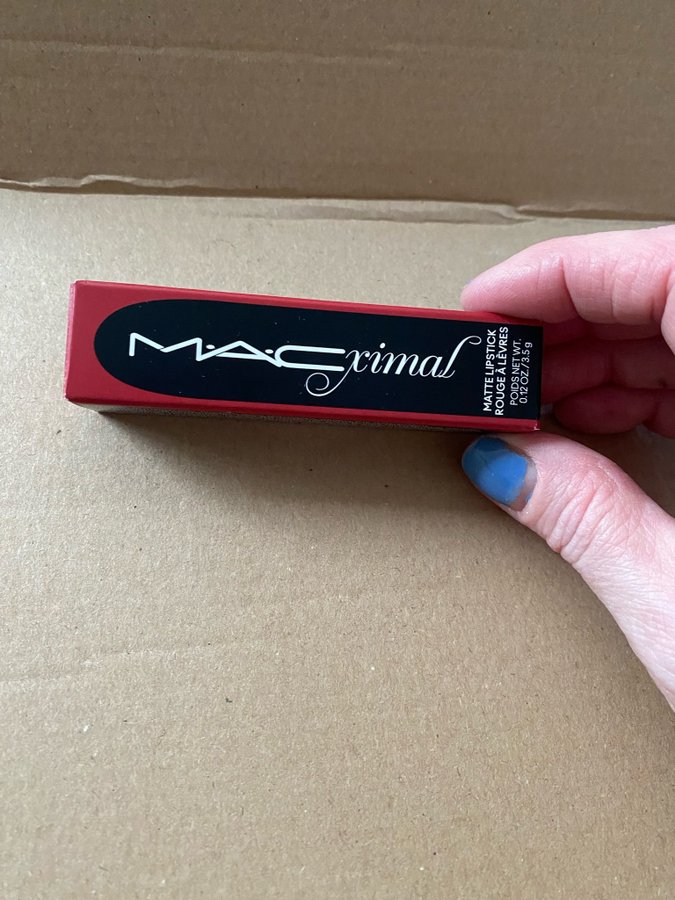 M·A·Cximal
MATTE LIPSTICK
ROUGE À LÈVRES
POIDS NET WT.
0.12 OZ./3.5 g